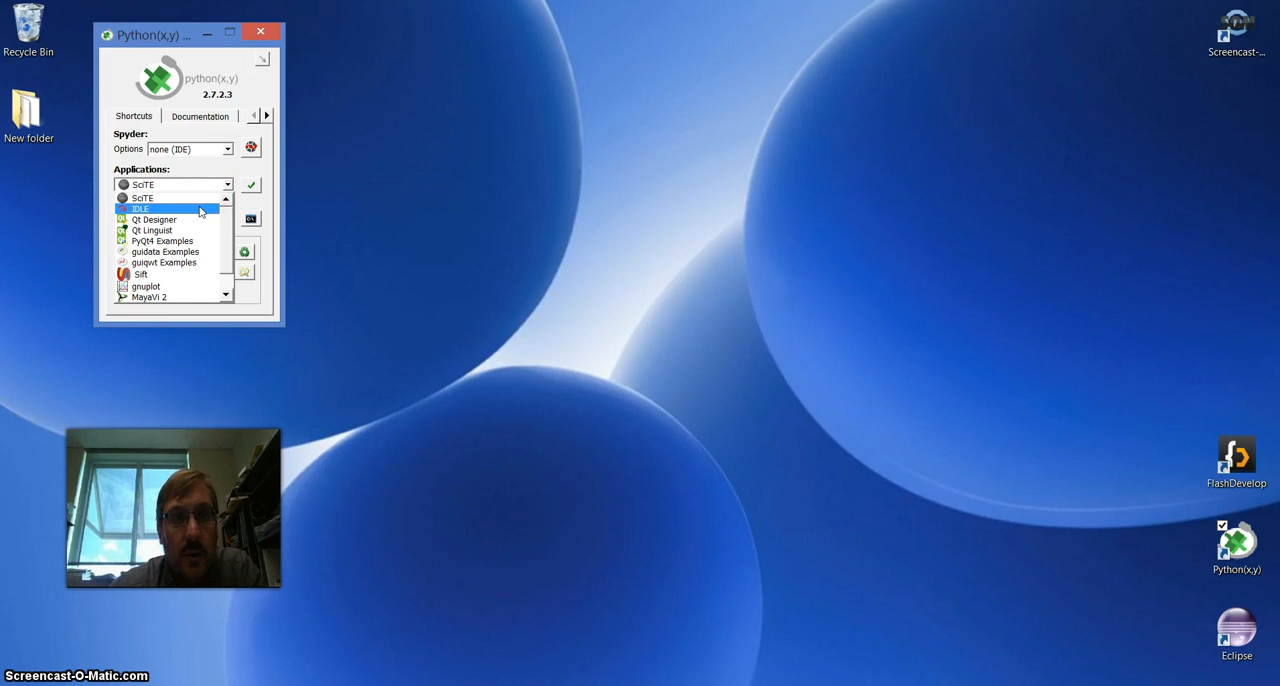 Recycle Bin
New folder
Python(x,y) ...
python(x,y)
2.7.2.3
Shortcuts
Documentation
Spyder:
Options
none (IDE)
Applications:
SciTE
SciTE
IDLE
Qt Designer
Qt Linguist
PyQt4 Examples
guidata Examples
guiqwt Examples
Sift
gnuplot
MayaVi 2
Screencast-...
FlashDevelop
Python(x,y)
Eclipse
Screencast-O-Matic.com